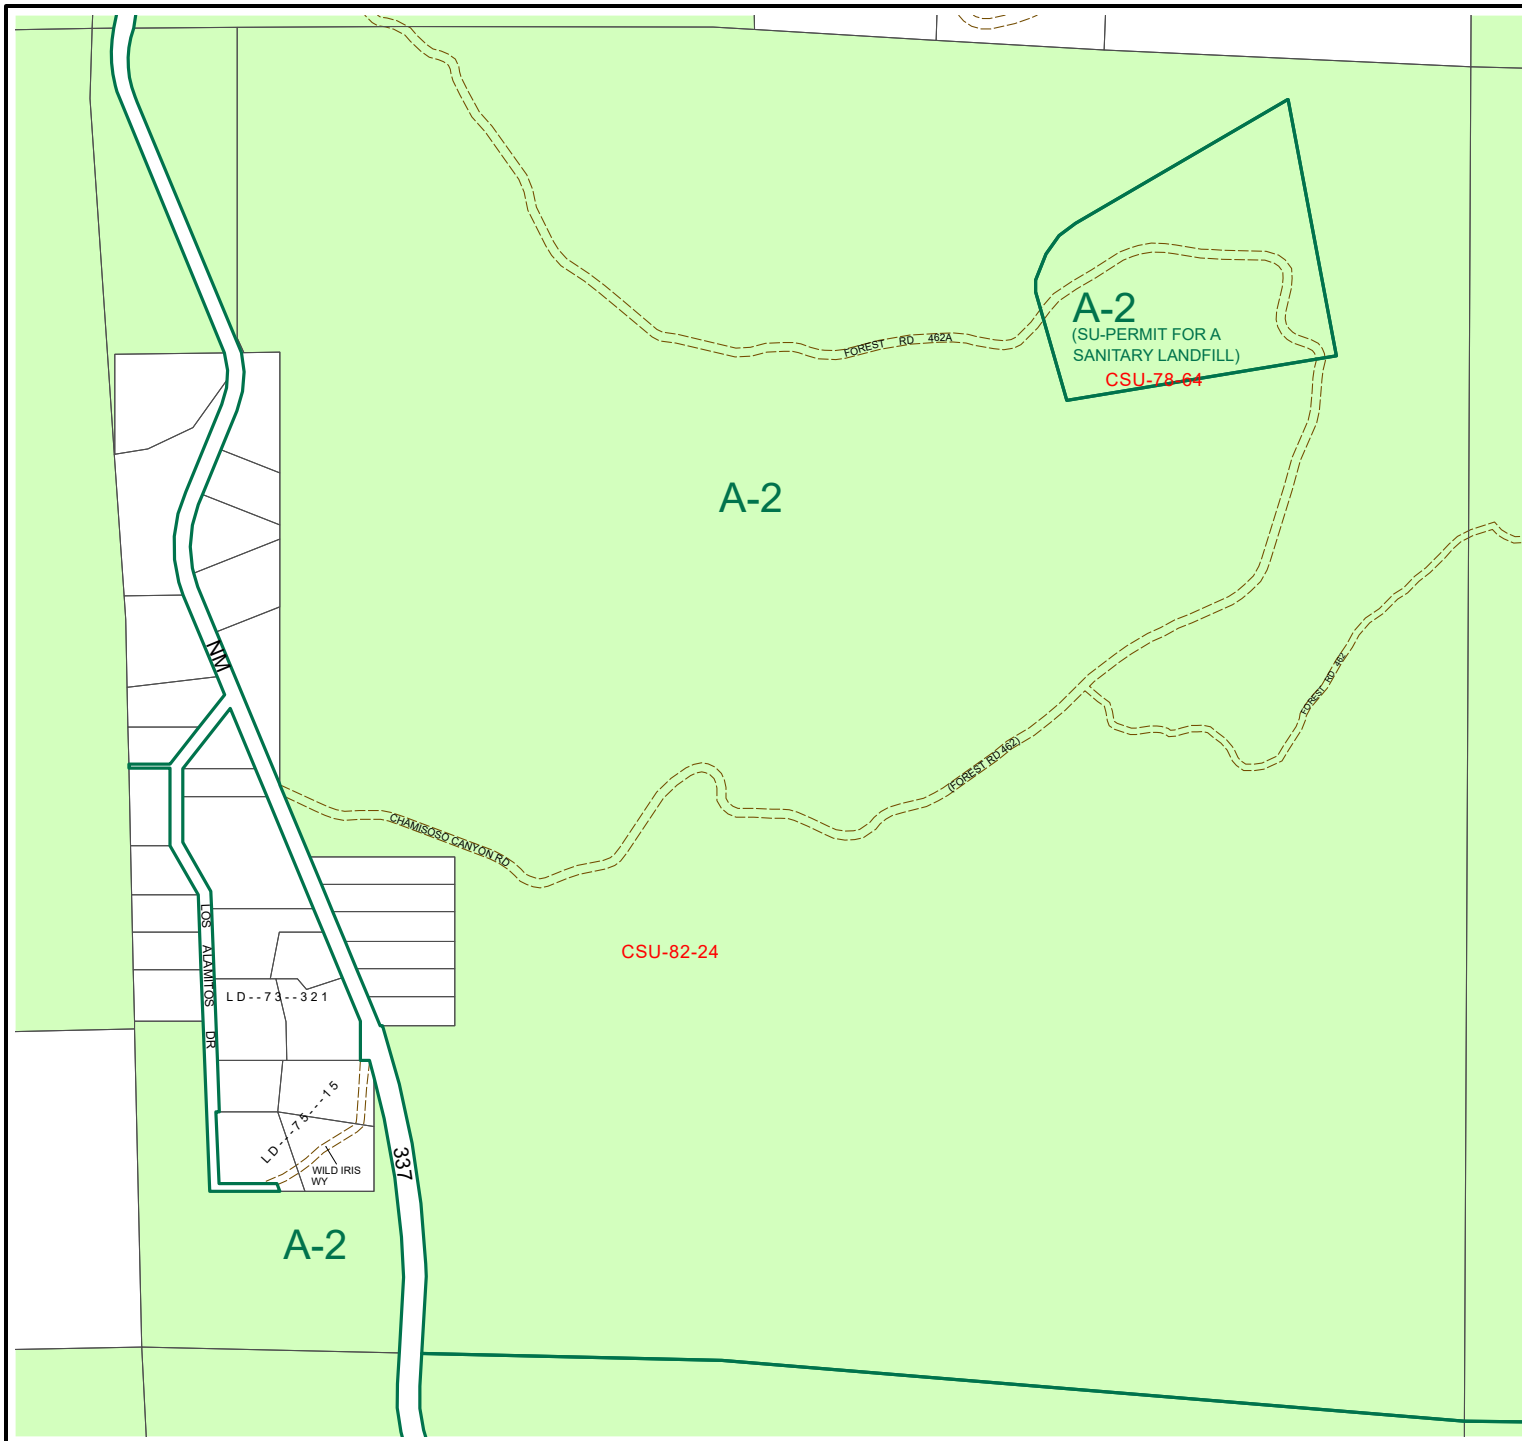 A-2
(SU-PERMIT FOR A
SANITARY LANDFILL)
CSU-78-64
FOREST RD 462A
A-2
NM
FOREST RD 462
(FOREST RD 462)
CHAMISOSO CANYON RD
CSU-82-24
LOS ALAMITOS DR
LD--73--321
LD---75---15
WILD IRIS
WY
337
A-2